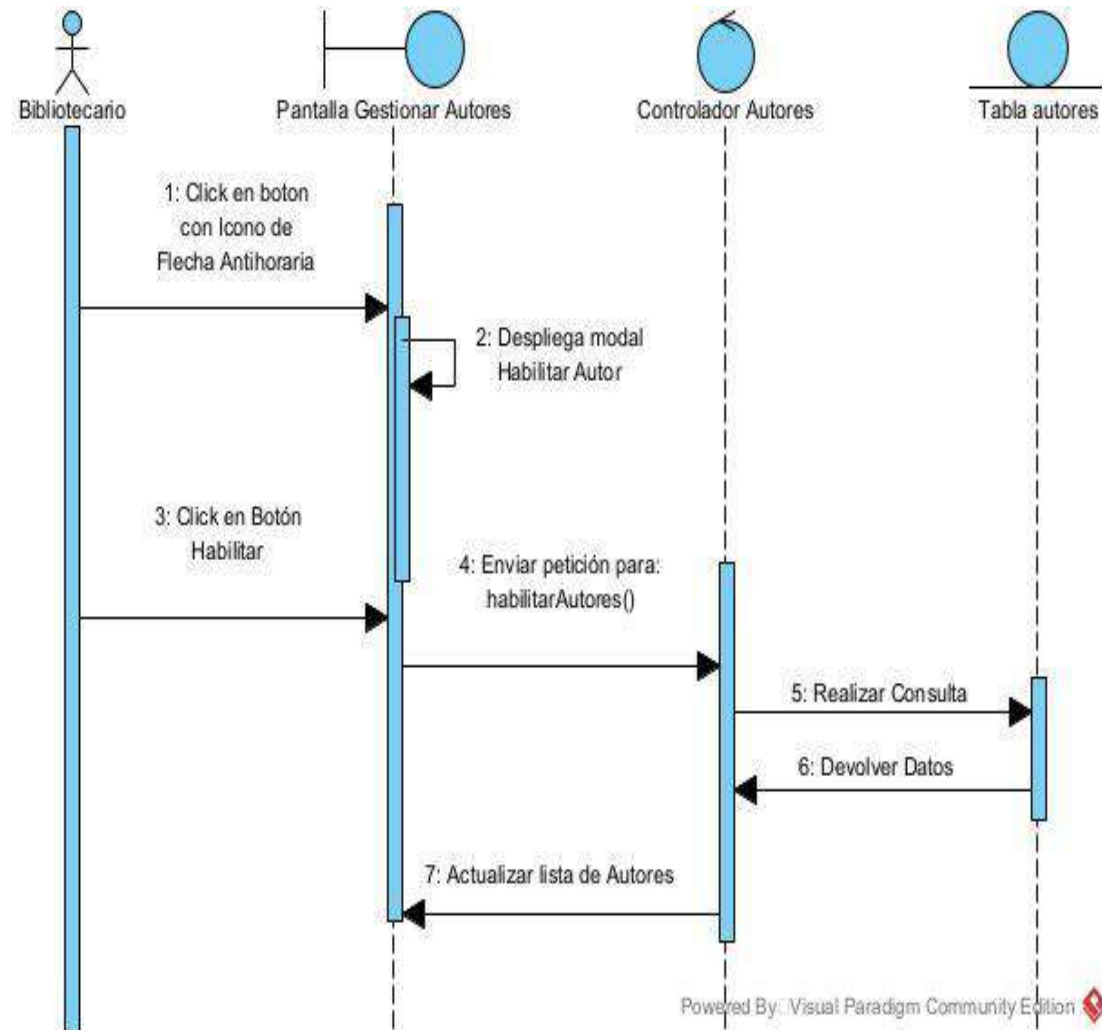 Bibliotecario
Pantalla Gestionar Autores
Controlador Autores
Tabla autores
1: Click en boton
con Icono de
Flecha Antihoraria
2: Despliega modal
Habilitar Autor
3: Click en Botón
Habilitar
4: Enviar petición para:
habilitarAutores()
5: Realizar Consulta
6: Devolver Datos
7: Actualizar lista de Autores
Powered By: Visual Paradigm Community Edition